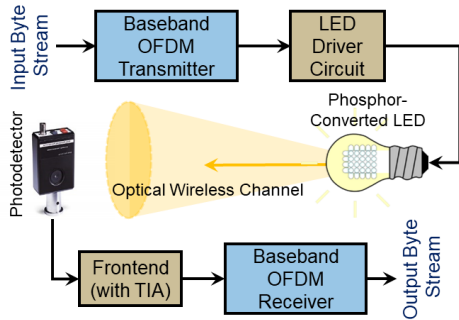 Input Byte
Stream
Baseband
OFDM
Transmitter
LED
Driver
Circuit
Phosphor-
Converted LED
Photodetector
Optical Wireless Channel
Frontend
(with TIA)
Baseband
OFDM
Receiver
Output Byte
Stream